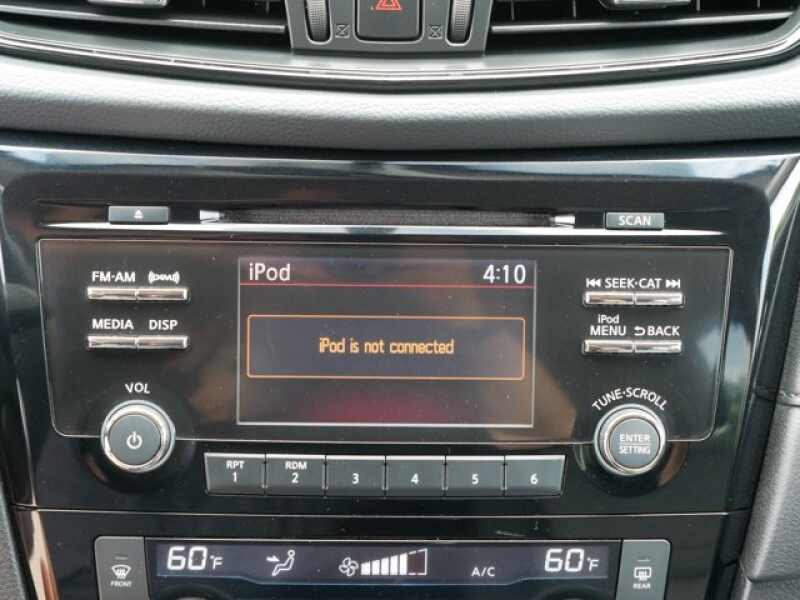 SCAN
FM·AM (((XM)))
iPod 4:10
SEEK·CAT
MEDIA DISP
iPod is not connected
iPod
MENU BACK
VOL
TUNE·SCROLL
ENTER
SETTING
RPT RDM
1 2 3 4 5 6
60°F A/C 60°F
FRONT REAR